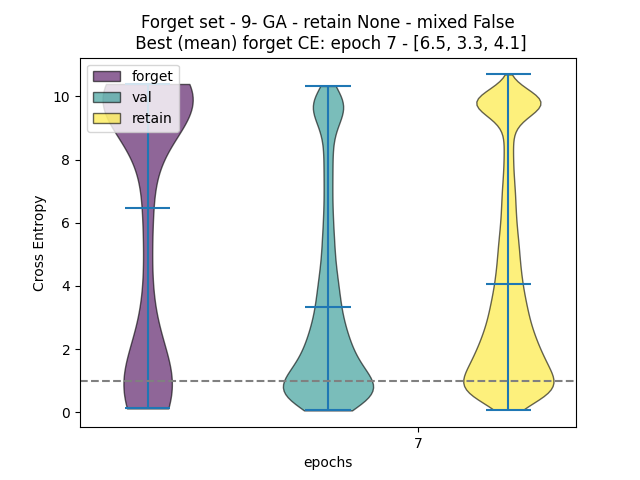 Forget set - 9- GA - retain None - mixed False
Best (mean) forget CE: epoch 7 - [6.5, 3.3, 4.1]
forget
val
retain
10
8
6
4
2
0
Cross Entropy
7
epochs